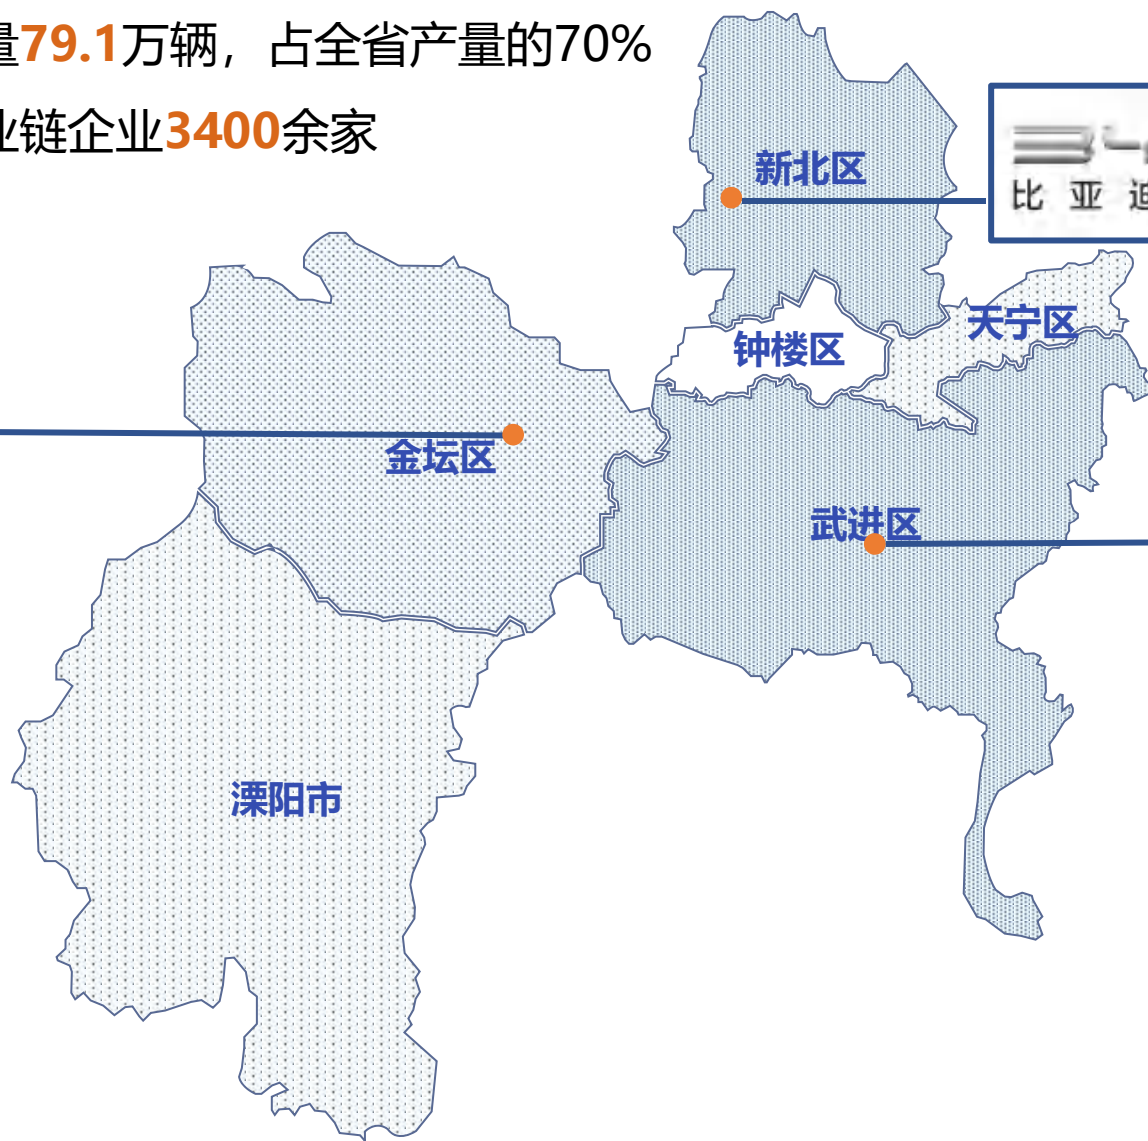 量79.1万辆，占全省产量的70%
业链企业3400余家
新北区
比亚迪
天宁区
钟楼区
金坛区
武进区
溧阳市